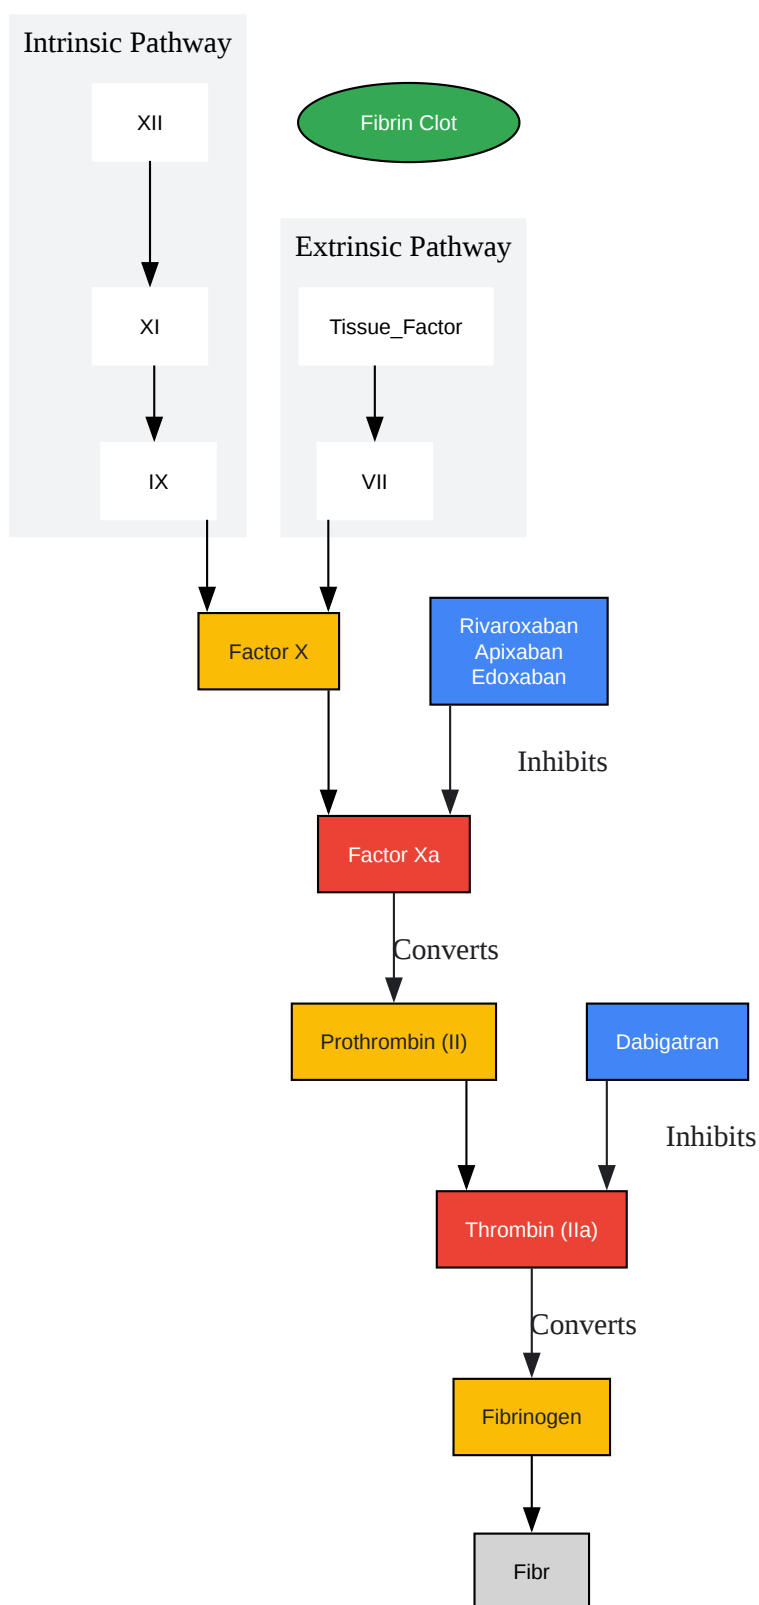 Intrinsic Pathway
XII
Fibrin Clot
Extrinsic Pathway
XI
Tissue_Factor
IX
VII
Factor X
Rivaroxaban
Apixaban
Edoxaban
Inhibits
Factor Xa
Converts
Prothrombin (II)
Dabigatran
Inhibits
Thrombin (IIa)
Converts
Fibrinogen
Fibr